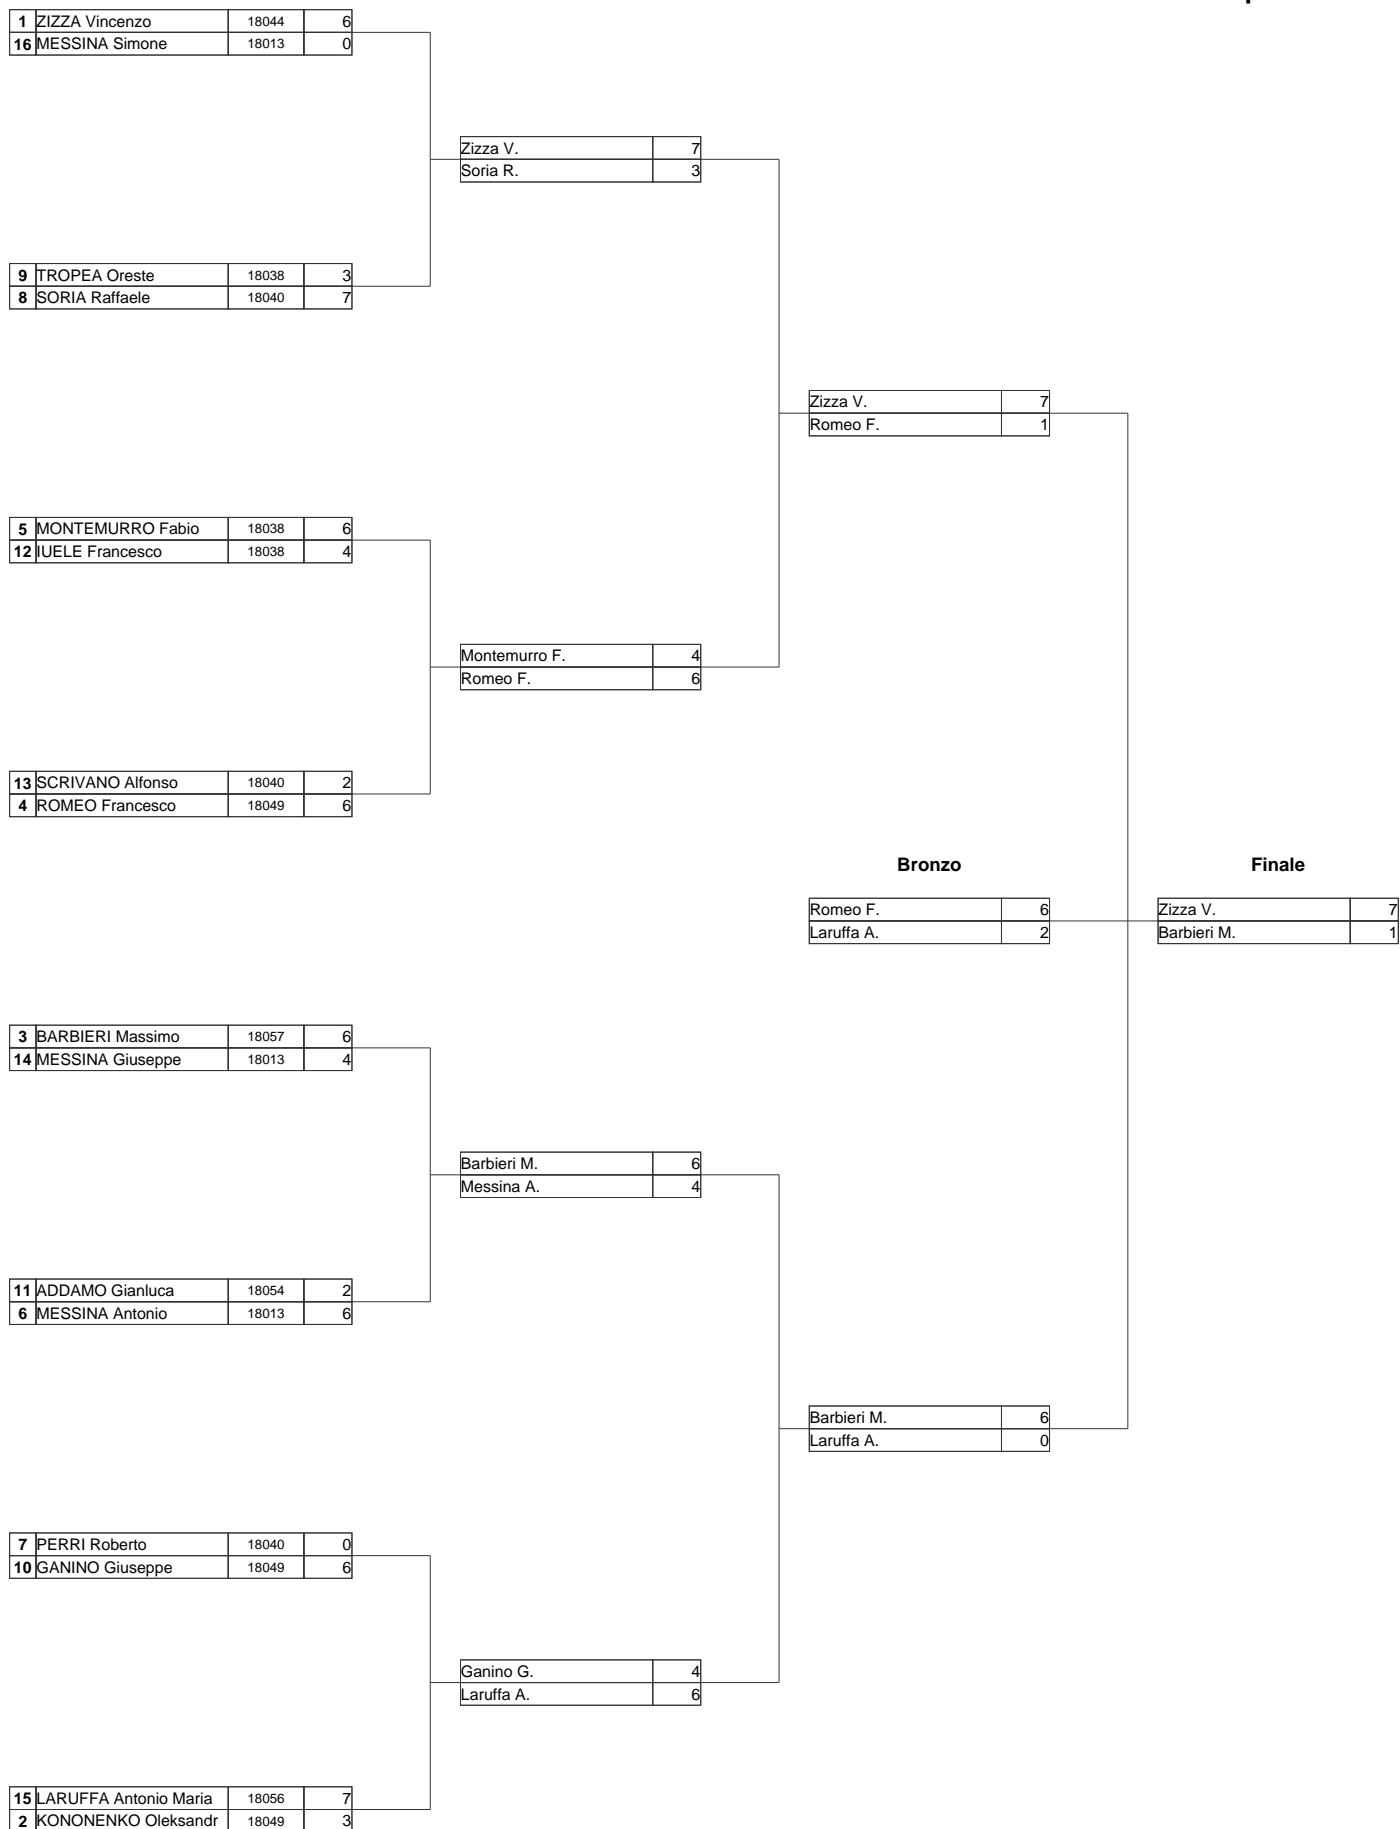 1 ZIZZA Vincenzo 18044 6
16 MESSINA Simone 18013 0
Zizza V. 7
Soria R. 3
9 TROPEA Oreste 18038 3
8 SORIA Raffaele 18040 7
Zizza V. 7
Romeo F. 1
5 MONTEMURRO Fabio 18038 6
12 IUELE Francesco 18038 4
Montemurro F. 4
Romeo F. 6
13 SCRIVANO Alfonso 18040 2
4 ROMEO Francesco 18049 6
Bronzo Finale
Romeo F. 6 Zizza V. 7
Laruffa A. 2 Barbieri M. 1
3 BARBIERI Massimo 18057 6
14 MESSINA Giuseppe 18013 4
Barbieri M. 6
Messina A. 4
11 ADDAMO Gianluca 18054 2
6 MESSINA Antonio 18013 6
Barbieri M. 6
Laruffa A. 0
7 PERRI Roberto 18040 0
10 GANINO Giuseppe 18049 6
Ganino G. 4
Laruffa A. 6
15 LARUFFA Antonio Maria 18056 7
2 KONONENKO Oleksandr 18049 3